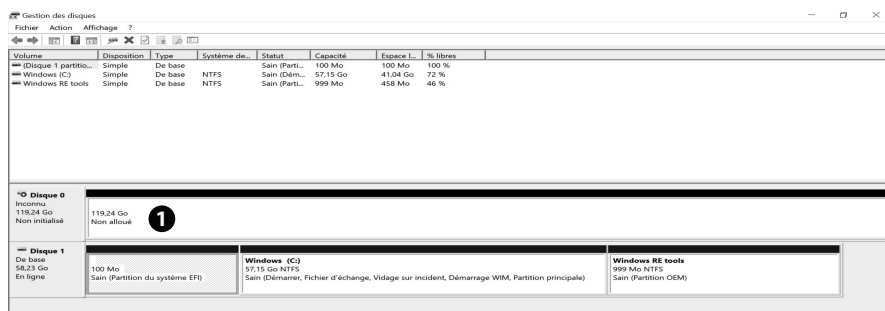 Gestion des disques
Fichier Action Affichage ?
Volume Disposition Type Système de... Statut Capacité Espace l... % libres
(Disque 1 partitio... Simple De base Sain (Parti... 100 Mo 100 Mo 100 %
Windows (C:) Simple De base NTFS Sain (Dém... 57,15 Go 41,04 Go 72 %
Windows RE tools Simple De base NTFS Sain (Parti... 999 Mo 458 Mo 46 %
Disque 0
Inconnu
119,24 Go
Non initialisé
119,24 Go
Non alloué
1
Disque 1
De base
58,23 Go
En ligne
100 Mo
Sain (Partition du système EFI)
Windows (C:)
57,15 Go NTFS
Sain (Démarrer, Fichier d'échange, Vidage sur incident, Démarrage WIM, Partition principale)
Windows RE tools
999 Mo NTFS
Sain (Partition OEM)